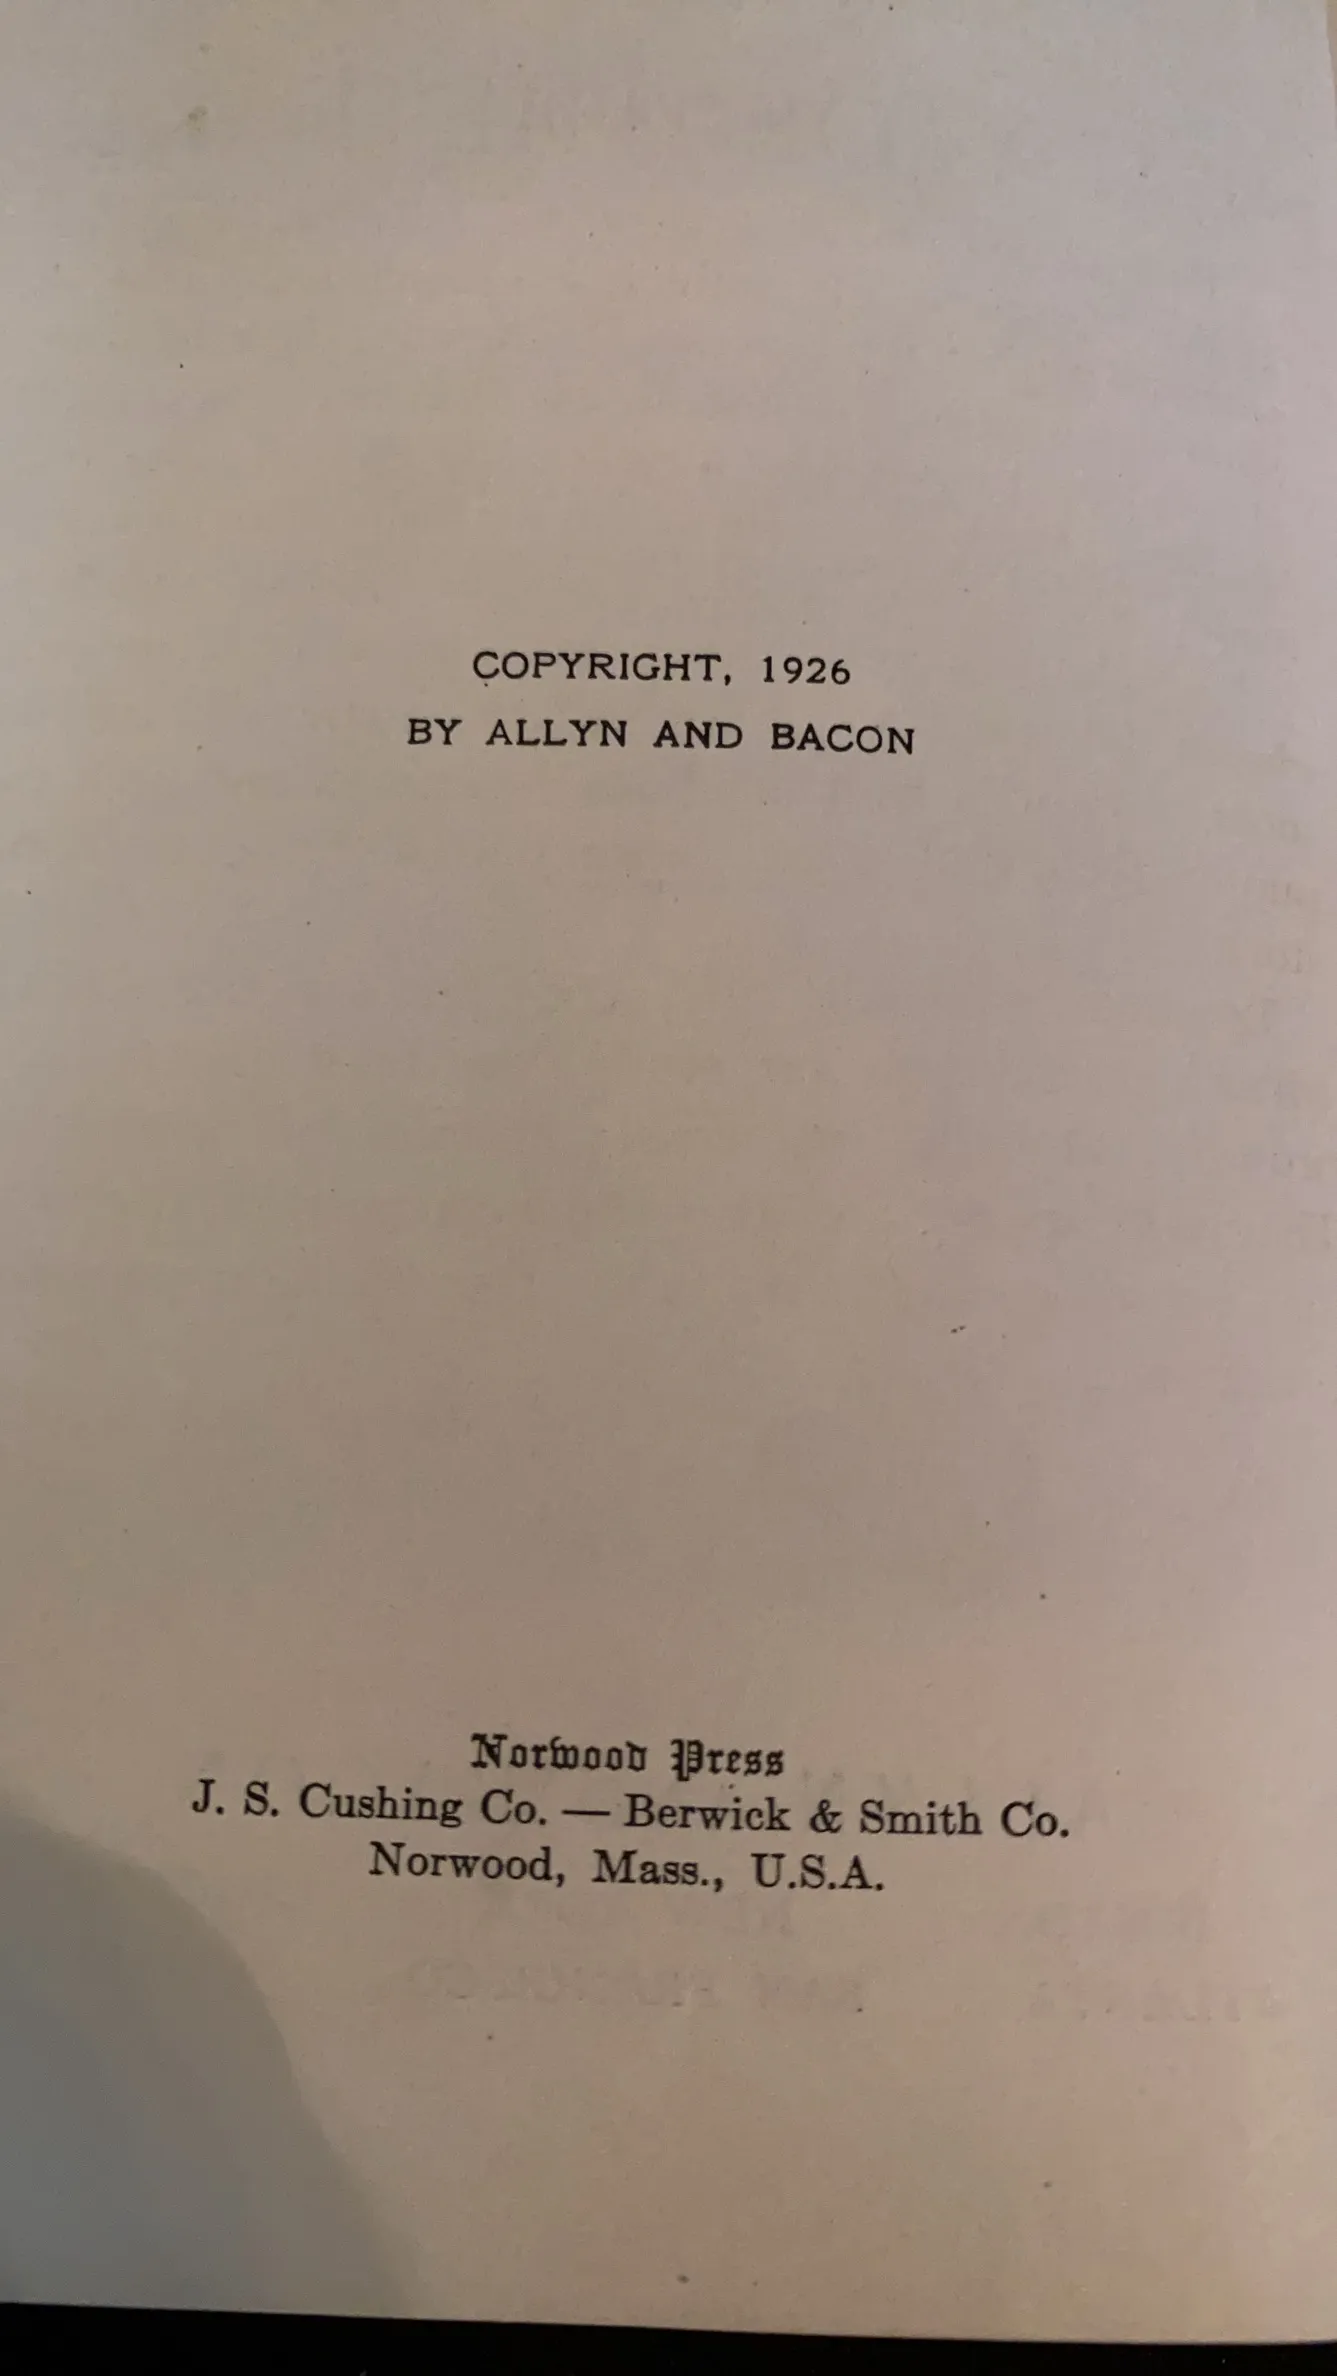 COPYRIGHT, 1926
BY ALLYN AND BACON
Norwood Press
J. S. Cushing Co. — Berwick & Smith Co.
Norwood, Mass., U.S.A.